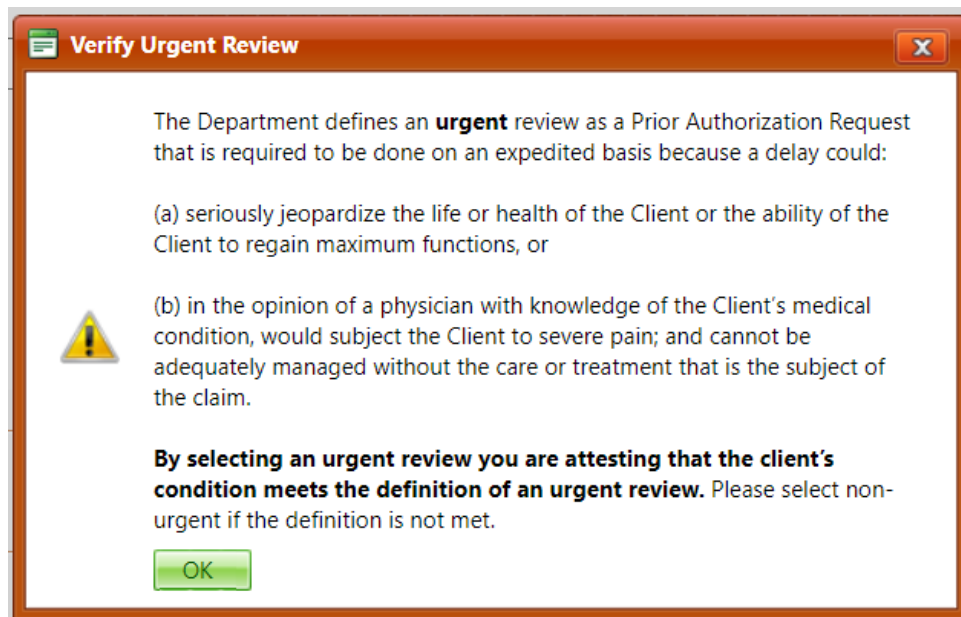 Verify Urgent Review
The Department defines an urgent review as a Prior Authorization Request
that is required to be done on an expedited basis because a delay could:
(a) seriously jeopardize the life or health of the Client or the ability of the
Client to regain maximum functions, or
(b) in the opinion of a physician with knowledge of the Client’s medical
condition, would subject the Client to severe pain; and cannot be
adequately managed without the care or treatment that is the subject of
the claim.
By selecting an urgent review you are attesting that the client’s
condition meets the definition of an urgent review. Please select non-
urgent if the definition is not met.
OK